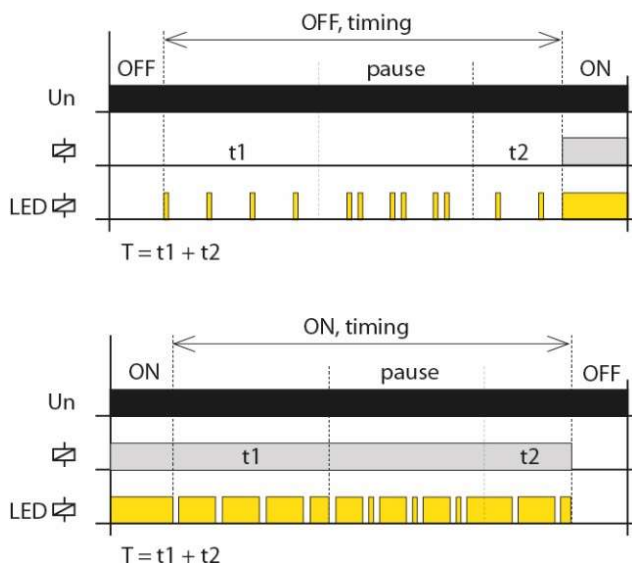 OFF, timing
OFF pause ON
Un
t1 t2
LED
T = t1 + t2
ON, timing
ON pause OFF
Un
t1 t2
LED
T = t1 + t2